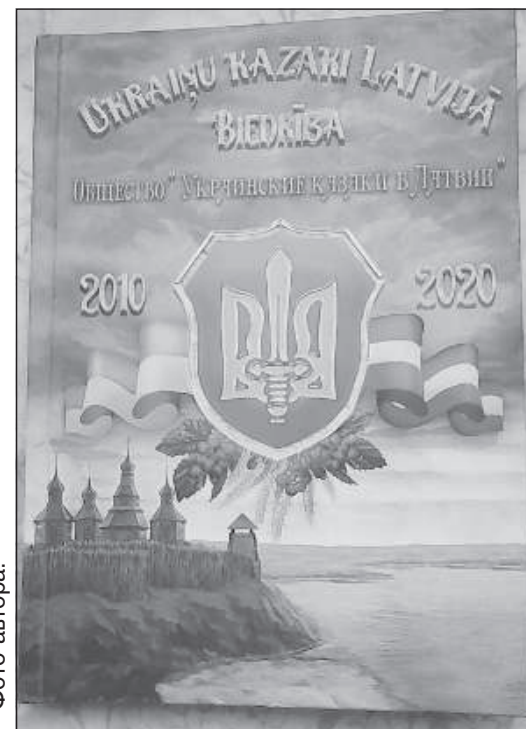 UKRAIŅU KAZAKI LATVIJĀ
BIEDRĪBA
ОБЩЕСТВО "УКРАИНСКИЕ КАЗАКИ В ЛАТВИИ"
2010 2020
Фото автора.